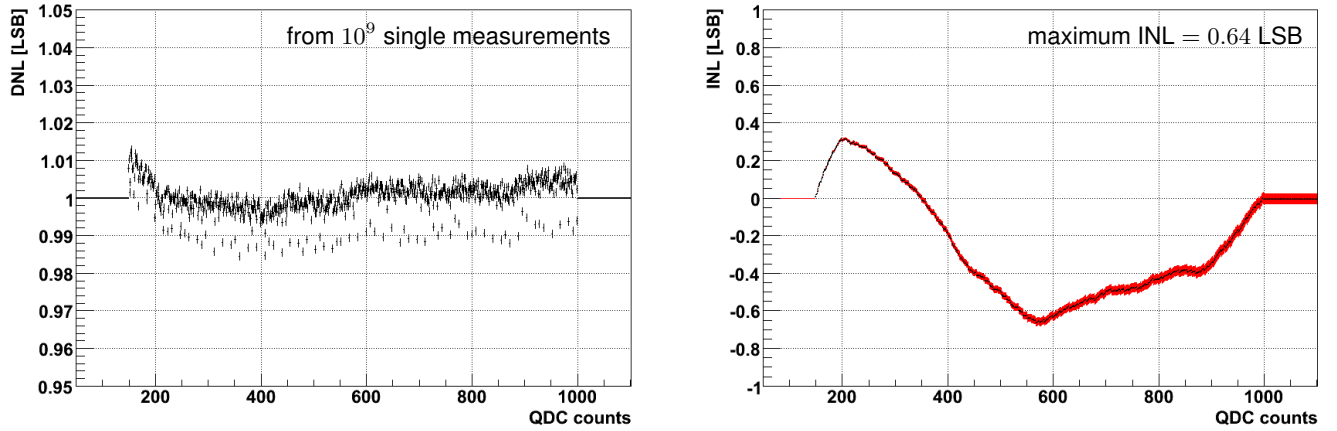 DNL [LSB]
from 10⁹ single measurements
1.05
1.04
1.03
1.02
1.01
1
0.99
0.98
0.97
0.96
0.95
200 400 600 800 1000
QDC counts
INL [LSB]
maximum INL = 0.64 LSB
1
0.8
0.6
0.4
0.2
0
-0.2
-0.4
-0.6
-0.8
-1
200 400 600 800 1000
QDC counts